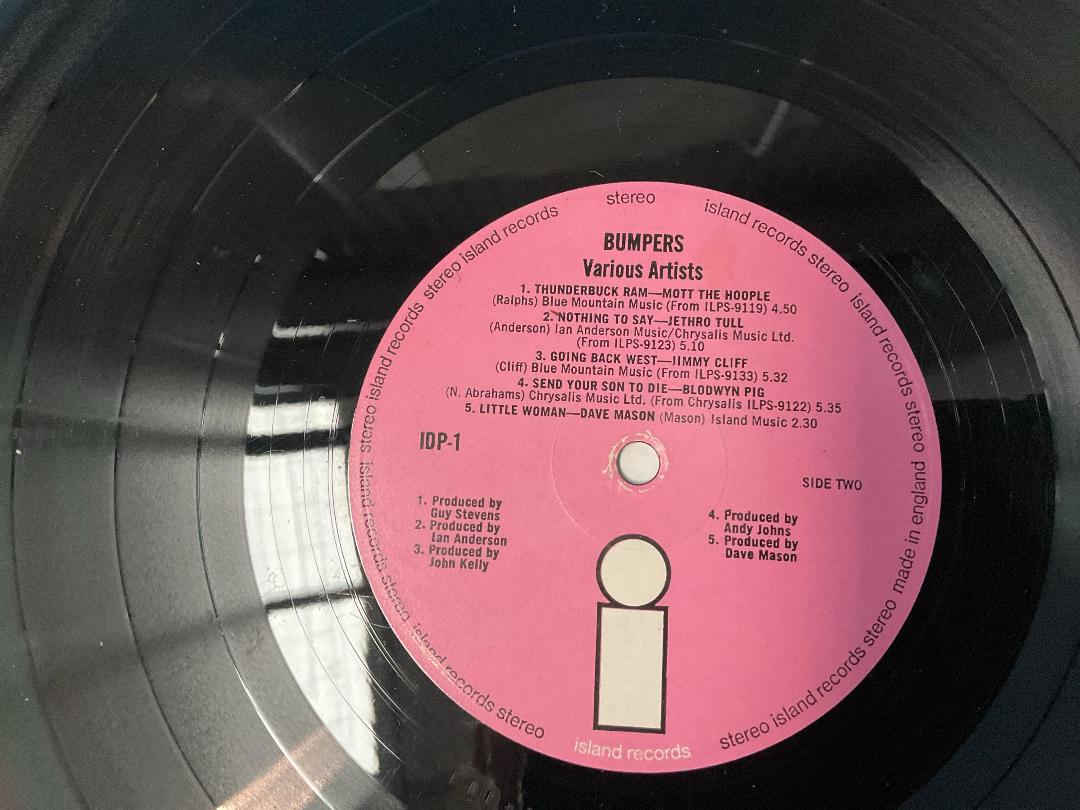 stereo
island records stereo island records stereo island records stereo made in england
stereo island records stereo island records stereo island records stereo island records stereo
BUMPERS
Various Artists
1. THUNDERBUCK RAM—MOTT THE HOOPLE
(Ralphs) Blue Mountain Music (From ILPS-9119) 4.50
2. NOTHING TO SAY—JETHRO TULL
(Anderson) Ian Anderson Music/Chrysalis Music Ltd.
(From ILPS-9123) 5.10
3. GOING BACK WEST—JIMMY CLIFF
(Cliff) Blue Mountain Music (From ILPS-9133) 5.32
4. SEND YOUR SON TO DIE—BLODWYN PIG
(N. Abrahams) Chrysalis Music Ltd. (From Chrysalis ILPS-9122) 5.35
5. LITTLE WOMAN—DAVE MASON (Mason) Island Music 2.30
IDP-1
SIDE TWO
1. Produced by
Guy Stevens
2. Produced by
Ian Anderson
3. Produced by
John Kelly
4. Produced by
Andy Johns
5. Produced by
Dave Mason
island records
stereo island records